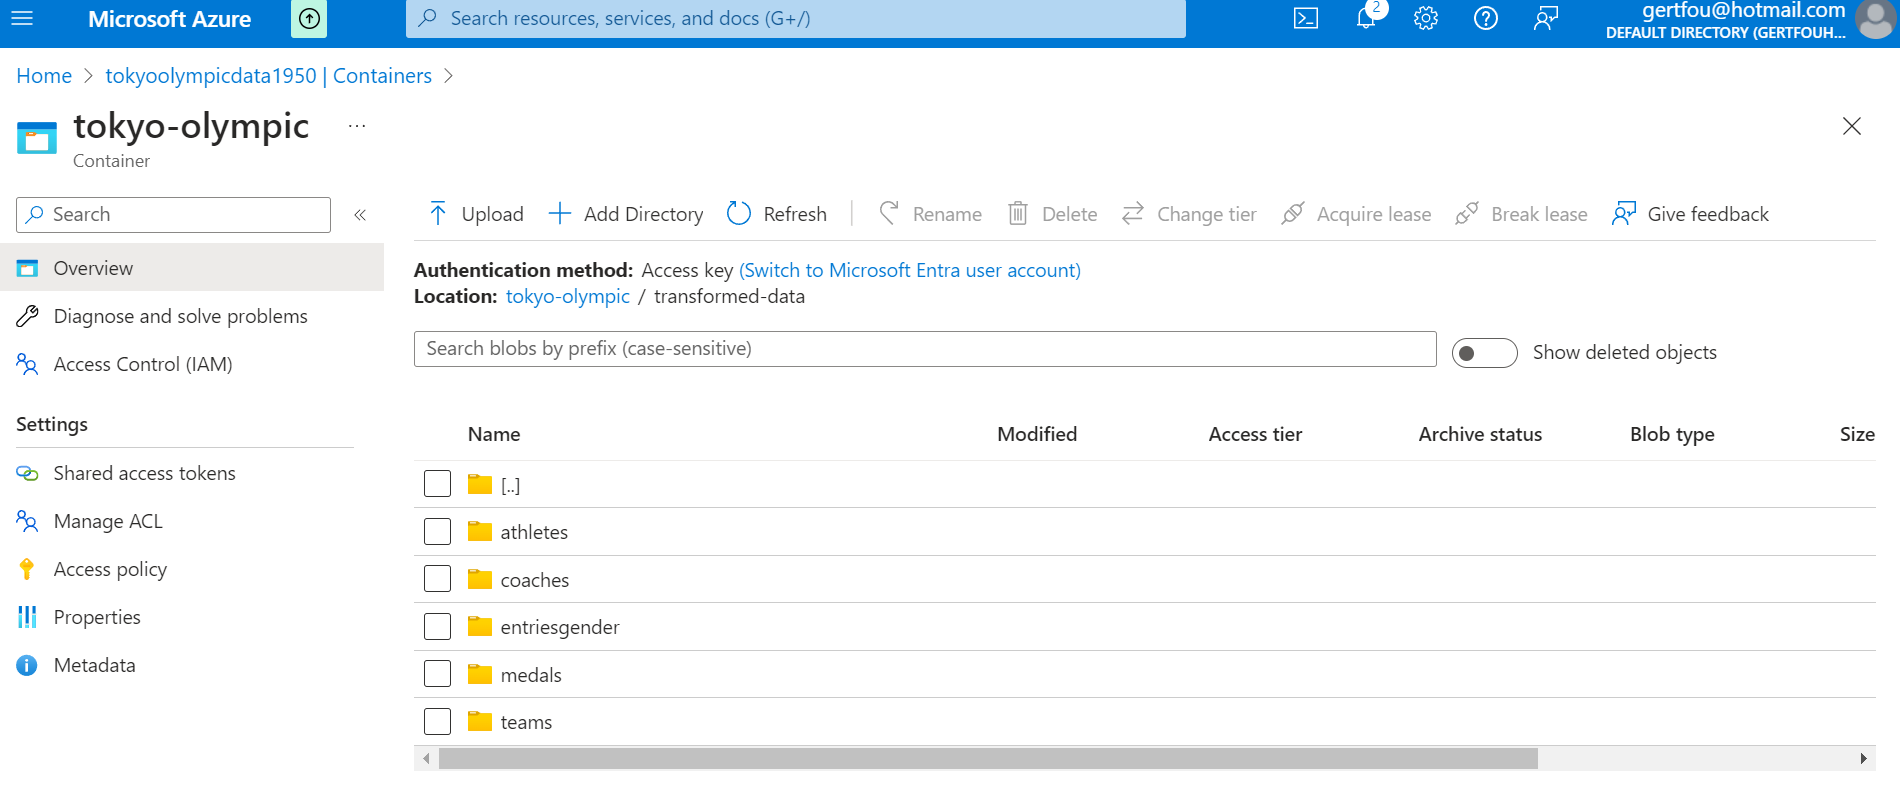 Microsoft Azure
Search resources, services, and docs (G+/)
2
gertfou@hotmail.com
DEFAULT DIRECTORY (GERTFOUH...
Home > tokyoolympicdata1950 | Containers >
tokyo-olympic ...
Container
Search «
Upload Add Directory Refresh Rename Delete Change tier Acquire lease Break lease Give feedback
Overview
Diagnose and solve problems
Access Control (IAM)
Settings
Shared access tokens
Manage ACL
Access policy
Properties
Metadata
Authentication method: Access key (Switch to Microsoft Entra user account)
Location: tokyo-olympic / transformed-data
Search blobs by prefix (case-sensitive)
Show deleted objects
Name Modified Access tier Archive status Blob type Size
[..]
athletes
coaches
entriesgender
medals
teams